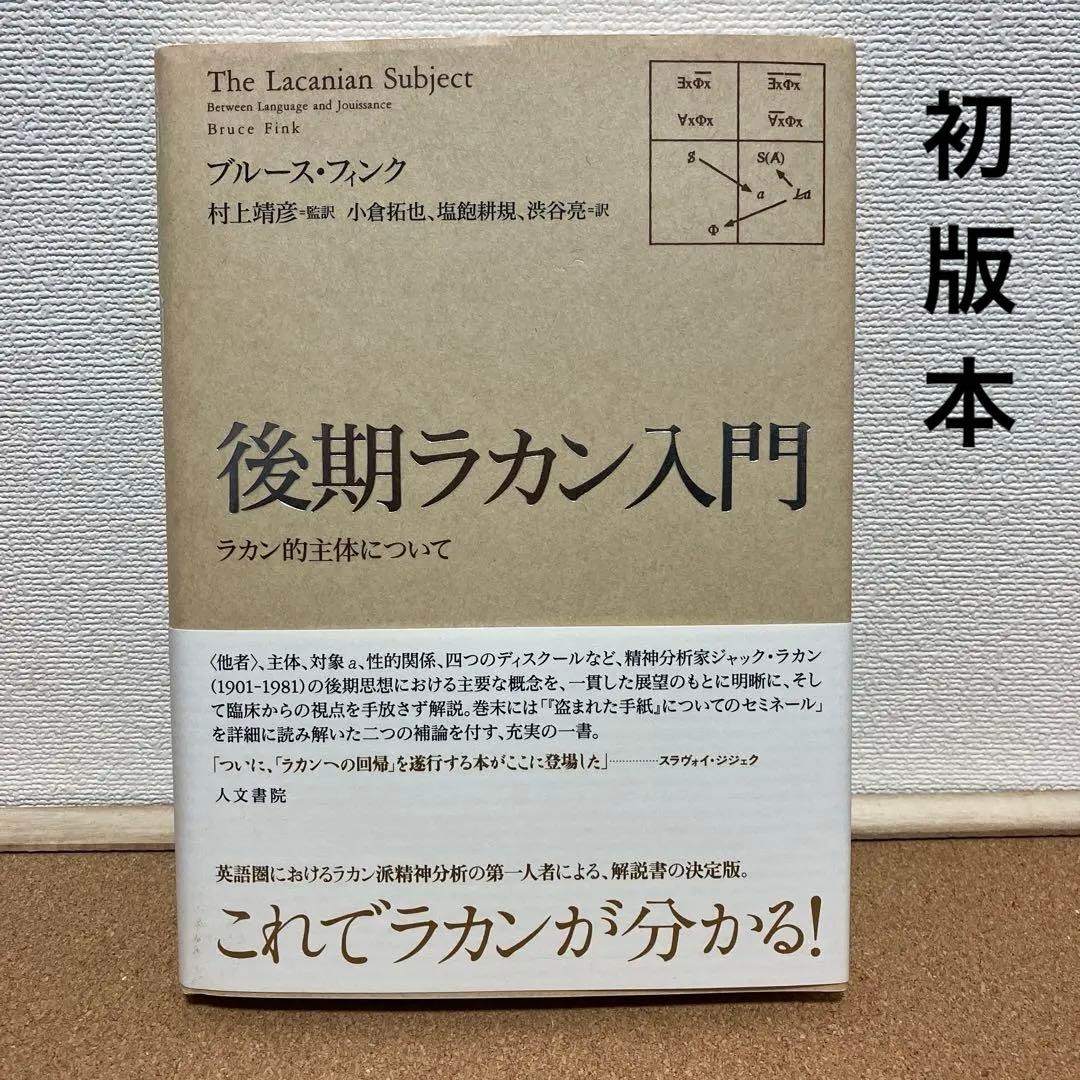 The Lacanian Subject
Between Language and Jouissance
Bruce Fink
ブルース・フィンク
村上靖彦=監訳 小倉拓也、塩飽耕規、渋谷亮=訳
∃xΦ̅x̅ ∃̅x̅Φ̅x̅
∀xΦx ∀̅xΦx
$ S(Ⱥ)
a L̸a
Φ
後期ラカン入門
ラカン的主体について
〈他者〉、主体、対象a、性的関係、四つのディスクールなど、精神分析家ジャック・ラカン
(1901-1981)の後期思想における主要な概念を、一貫した展望のもとに明晰に、そし
て臨床からの視点を手放さず解説。巻末には「『盗まれた手紙』についてのセミネール」
を詳細に読み解いた二つの補論を付す、充実の一書。
「ついに、「ラカンへの回帰」を遂行する本がここに登場した」…………スラヴォイ・ジジェク
人文書院
英語圏におけるラカン派精神分析の第一人者による、解説書の決定版。
これでラカンが分かる!
初版本